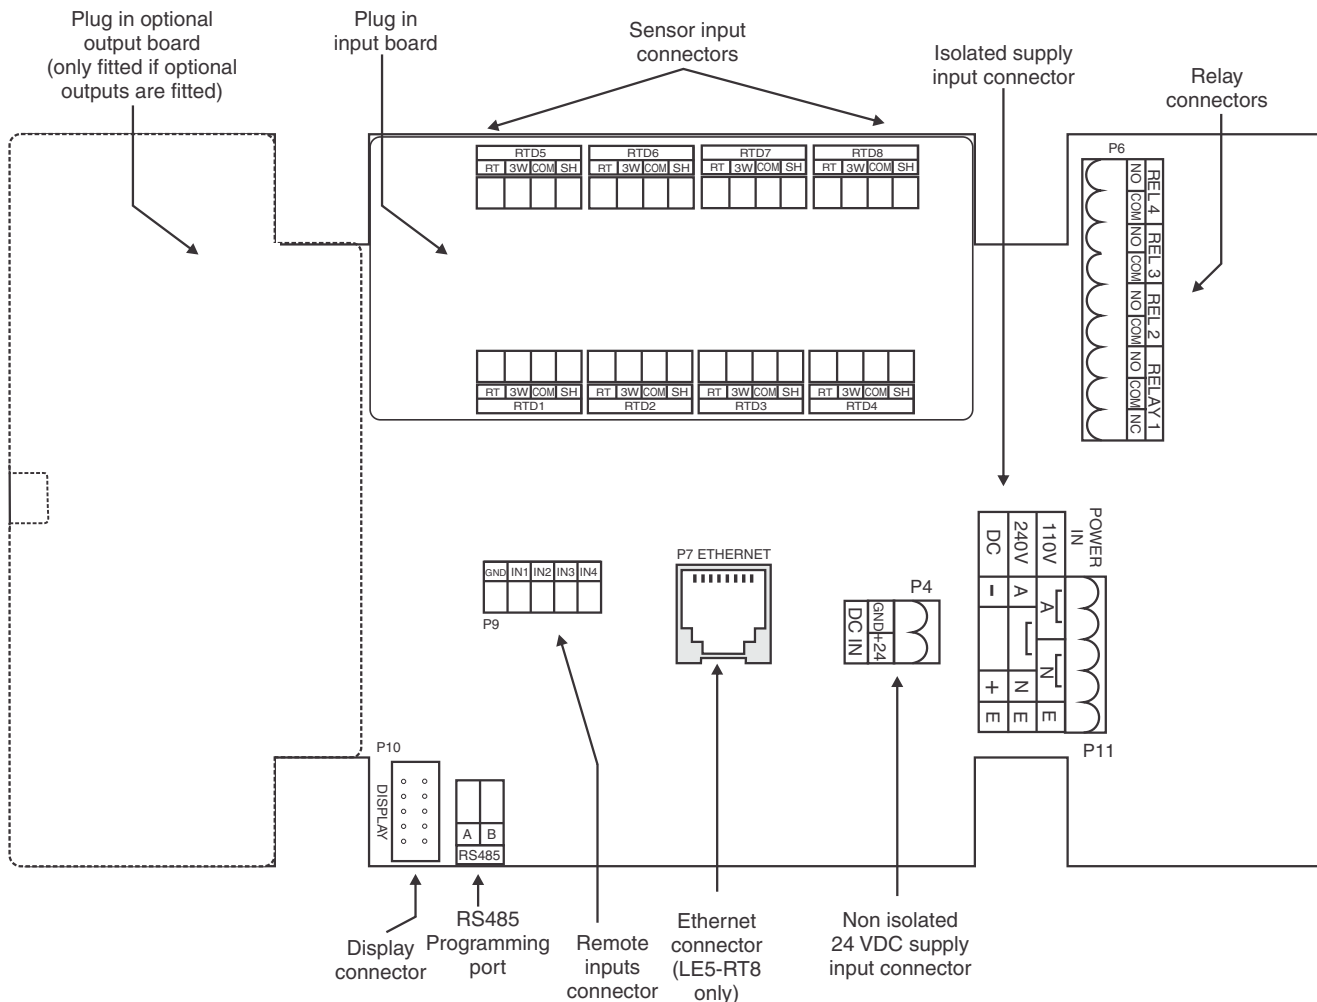 Plug in optional
output board
(only fitted if optional
outputs are fitted)
Plug in
input board
Sensor input
connectors
Isolated supply
input connector
Relay
connectors
RTD5 RTD6 RTD7 RTD8
RT 3W COM SH RT 3W COM SH RT 3W COM SH RT 3W COM SH
P6
NO COM NO COM NO COM NO COM NC
REL 4 REL 3 REL 2 RELAY 1
RT 3W COM SH RT 3W COM SH RT 3W COM SH RT 3W COM SH
RTD1 RTD2 RTD3 RTD4
POWER
IN
110V A N E
240V A N E
DC - + E
P11
P7 ETHERNET
GND IN1 IN2 IN3 IN4
P9
P4
GND +24
DC IN
P10
DISPLAY
A B
RS485
Display
connector
RS485
Programming
port
Remote
inputs
connector
Ethernet
connector
(LE5-RT8
only)
Non isolated
24 VDC supply
input connector